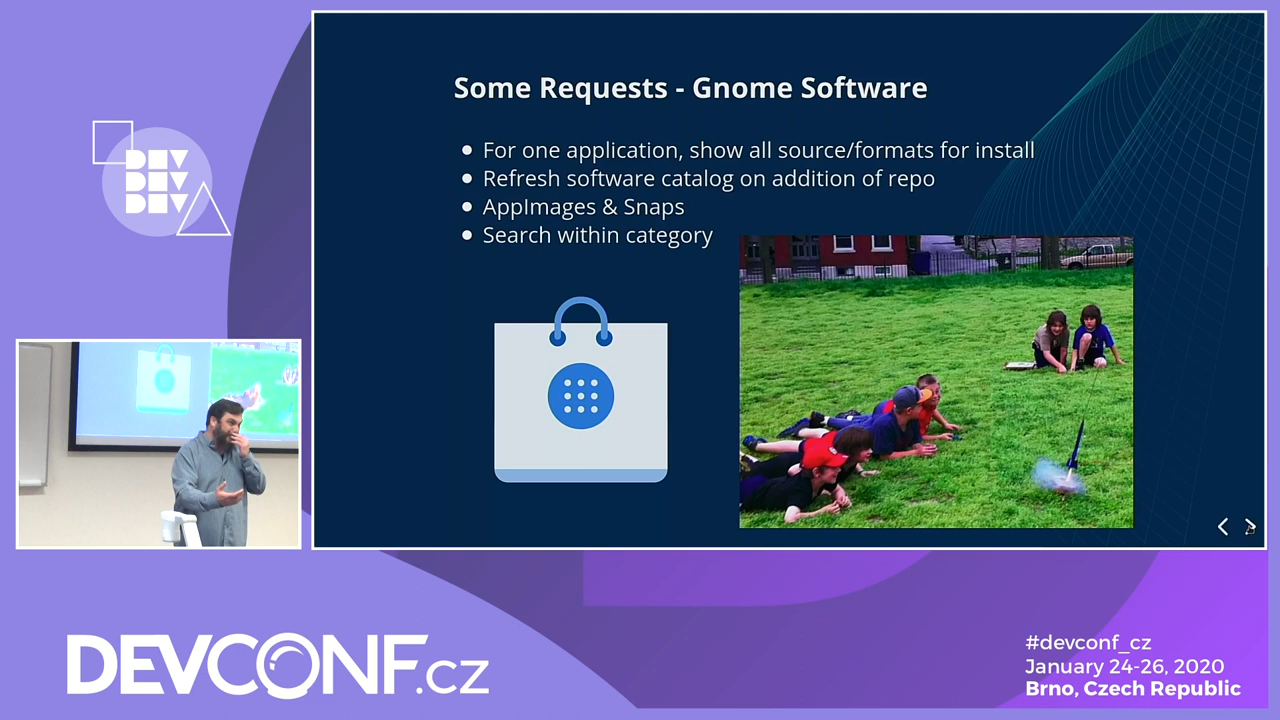 DEV
DEV
DEV
Some Requests - Gnome Software
For one application, show all source/formats for install
Refresh software catalog on addition of repo
AppImages & Snaps
Search within category
DEVCONF.cz
#devconf_cz
January 24-26, 2020
Brno, Czech Republic